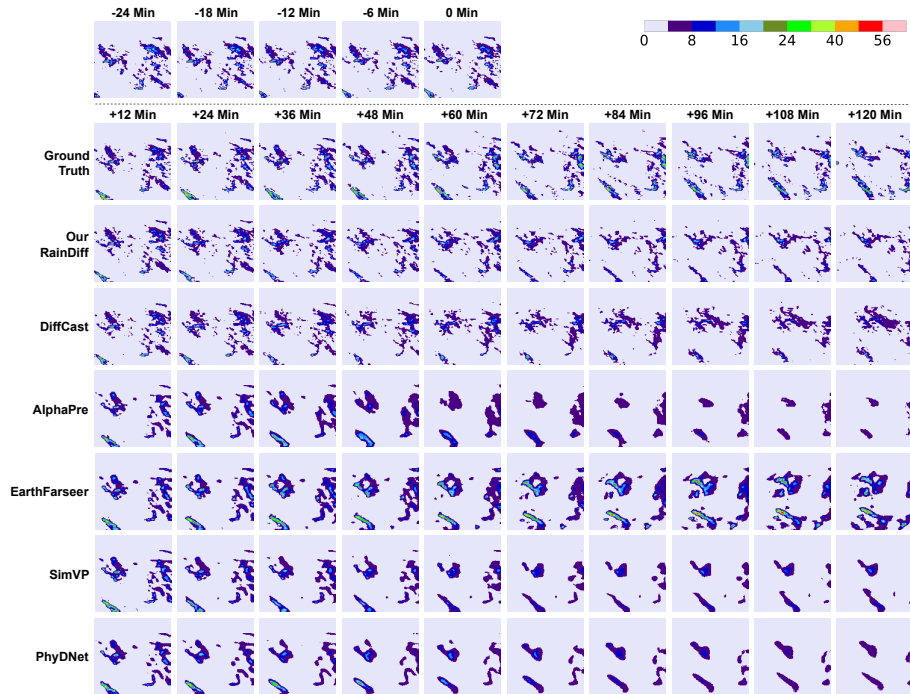 -24 Min -18 Min -12 Min -6 Min 0 Min
0 8 16 24 40 56
+12 Min +24 Min +36 Min +48 Min +60 Min +72 Min +84 Min +96 Min +108 Min +120 Min
Ground
Truth
Our
RainDiff
DiffCast
AlphaPre
EarthFarseer
SimVP
PhyDNet